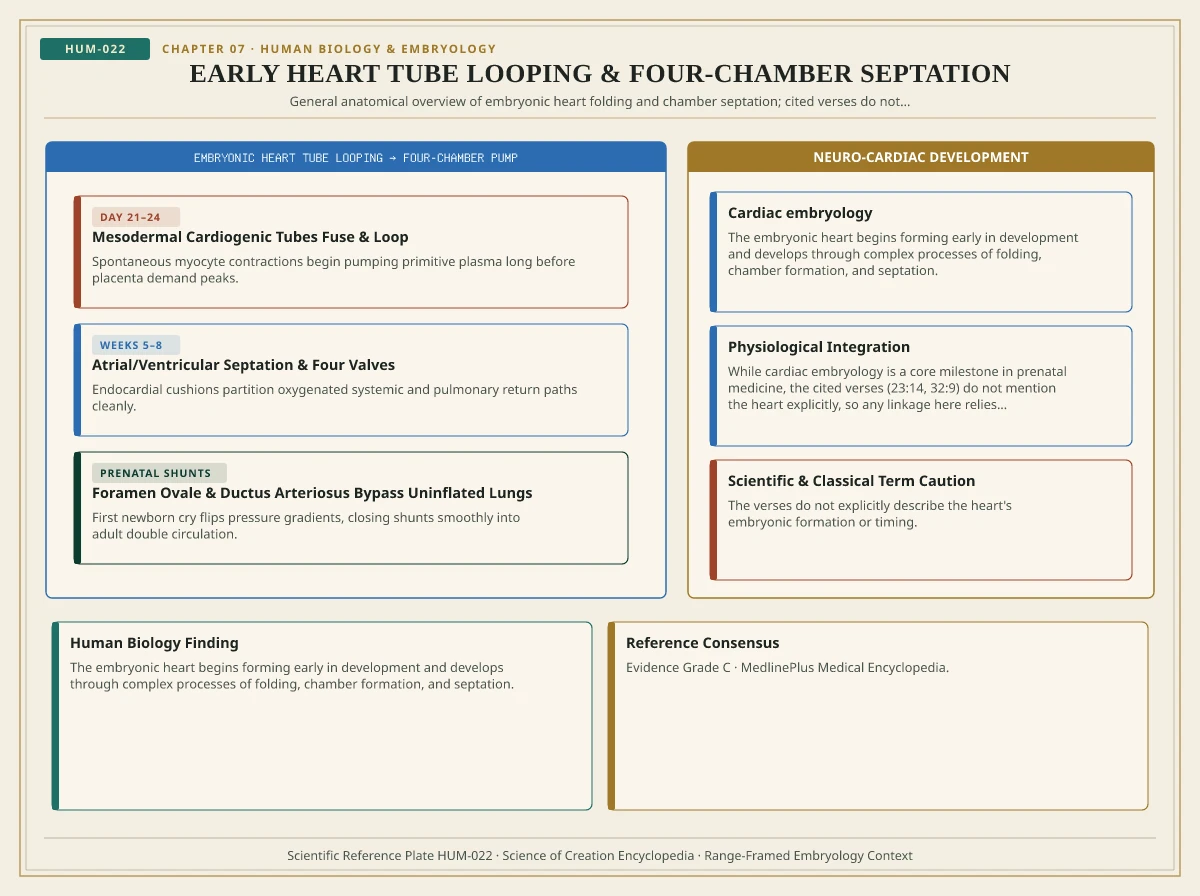 HUM-022
CHAPTER 07 · HUMAN BIOLOGY & EMBRYOLOGY
EARLY HEART TUBE LOOPING & FOUR-CHAMBER SEPTATION
General anatomical overview of embryonic heart folding and chamber septation; cited verses do not...
EMBRYONIC HEART TUBE LOOPING → FOUR-CHAMBER PUMP
DAY 21–24
Mesodermal Cardiogenic Tubes Fuse & Loop
Spontaneous myocyte contractions begin pumping primitive plasma long before
placenta demand peaks.
WEEKS 5–8
Atrial/Ventricular Septation & Four Valves
Endocardial cushions partition oxygenated systemic and pulmonary return paths
cleanly.
PRENATAL SHUNTS
Foramen Ovale & Ductus Arteriosus Bypass Uninflated Lungs
First newborn cry flips pressure gradients, closing shunts smoothly into
adult double circulation.
NEURO-CARDIAC DEVELOPMENT
Cardiac embryology
The embryonic heart begins forming early in development
and develops through complex processes of folding,
chamber formation, and septation.
Physiological Integration
While cardiac embryology is a core milestone in prenatal
medicine, the cited verses (23:14, 32:9) do not mention
the heart explicitly, so any linkage here relies...
Scientific & Classical Term Caution
The verses do not explicitly describe the heart's
embryonic formation or timing.
Human Biology Finding
The embryonic heart begins forming early in development and develops
through complex processes of folding, chamber formation, and septation.
Reference Consensus
Evidence Grade C · MedlinePlus Medical Encyclopedia.
Scientific Reference Plate HUM-022 · Science of Creation Encyclopedia · Range-Framed Embryology Context